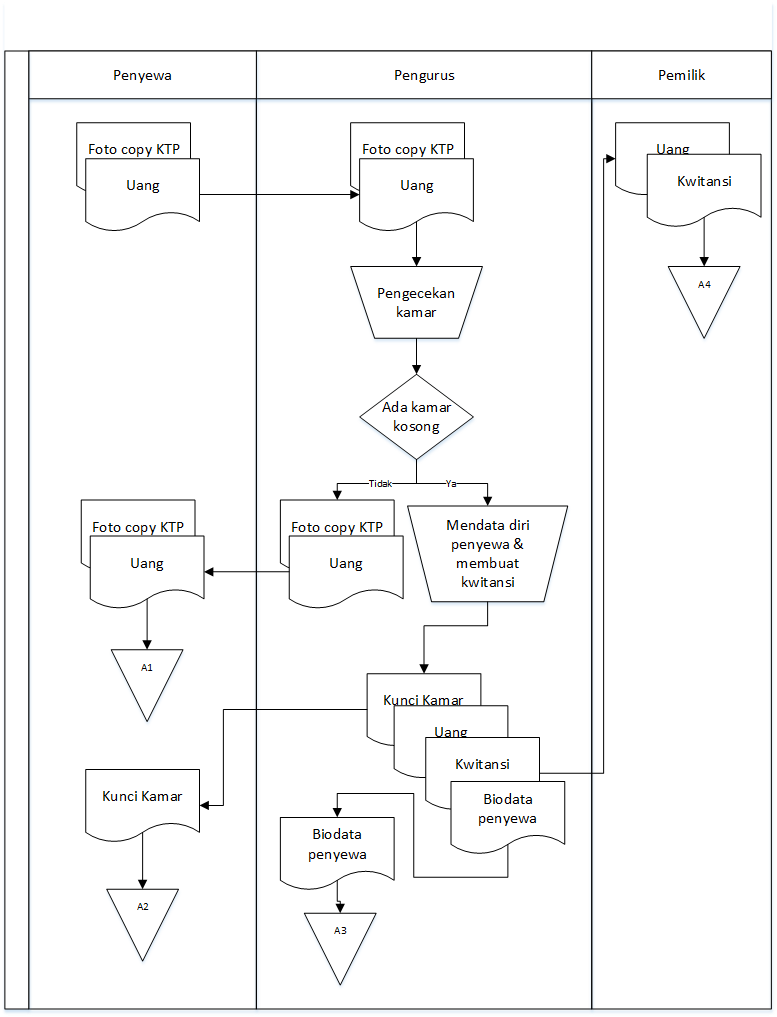 Penyewa
Pengurus
Pemilik
Foto copy KTP
Uang
Foto copy KTP
Uang
Uang
Kwitansi
A4
Pengecekan
kamar
Ada kamar
kosong
Tidak
Ya
Foto copy KTP
Uang
Foto copy KTP
Uang
Mendata diri
penyewa &
membuat
kwitansi
A1
Kunci Kamar
Uang
Kwitansi
Biodata
penyewa
Kunci Kamar
Biodata
penyewa
A2
A3